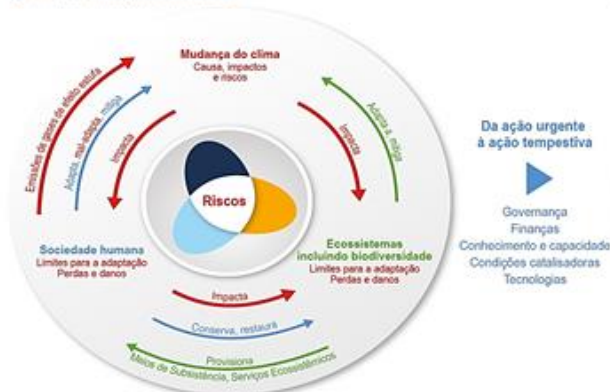 Mudança do clima
Causa, impactos
e riscos
Emissões de gases de efeito estufa
Adapta, mal-adapta, mitiga
Impacta
Impacta
Adapta a, mitiga
Riscos
Sociedade humana
Limites para a adaptação
Perdas e danos
Ecossistemas
incluindo biodiversidade
Limites para a adaptação
Perdas e danos
Impacta
Conserva, restaura
Provisiona
Meios de Subsistência, Serviços Ecossistêmicos
Da ação urgente
à ação tempestiva
Governança
Finanças
Conhecimento e capacidade
Condições catalisadoras
Tecnologias